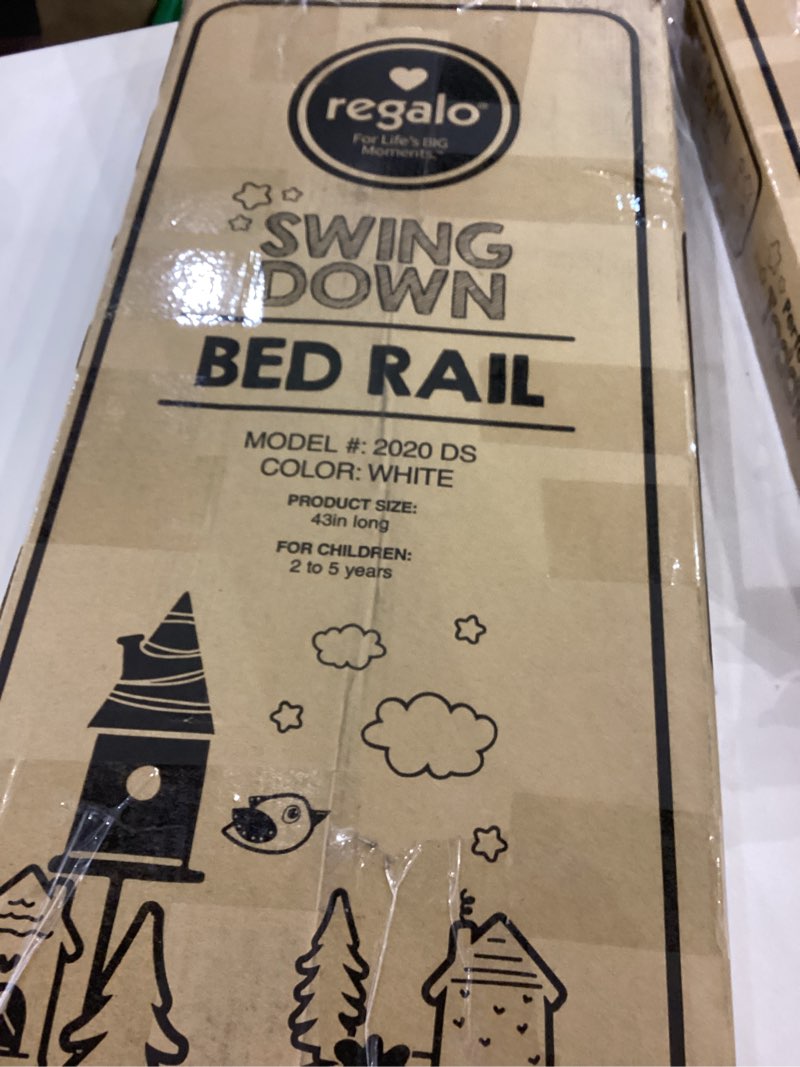 regalo
For Life's BIG
Moments.™
SWING
DOWN
BED RAIL
MODEL #: 2020 DS
COLOR: WHITE
PRODUCT SIZE:
43in long
FOR CHILDREN:
2 to 5 years